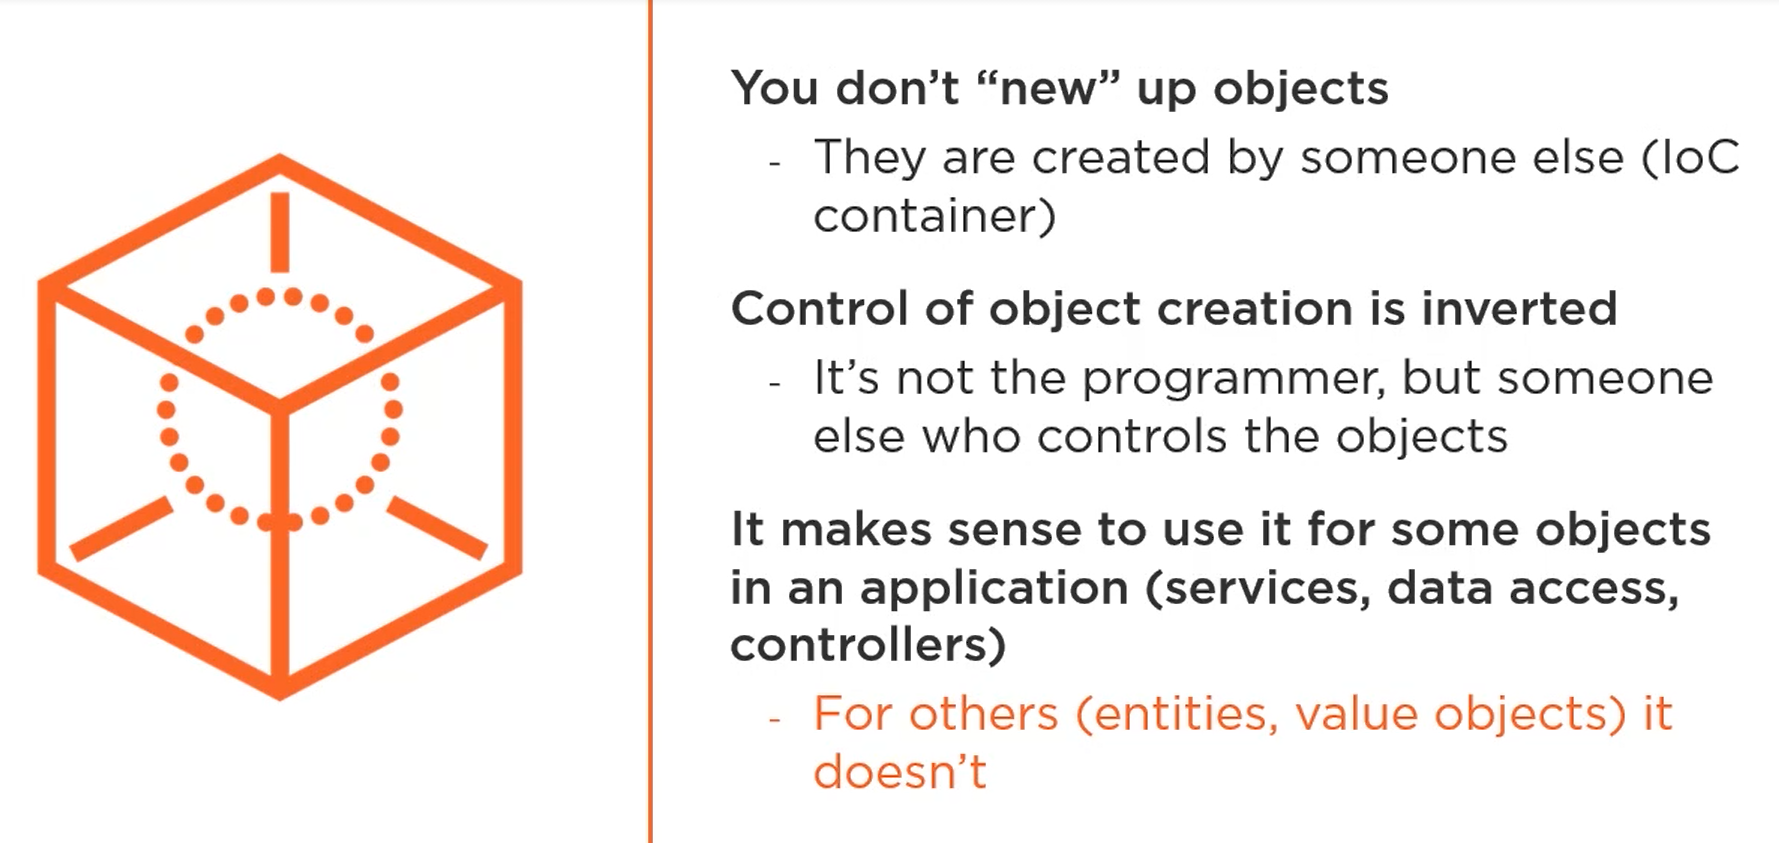 You don’t “new” up objects
- They are created by someone else (IoC
container)
Control of object creation is inverted
- It’s not the programmer, but someone
else who controls the objects
It makes sense to use it for some objects
in an application (services, data access,
controllers)
- For others (entities, value objects) it
doesn’t